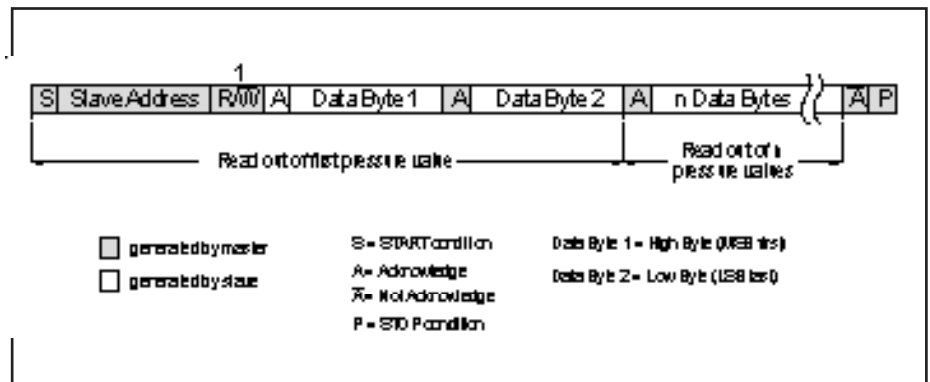 1
S Slave Address R/W̅ A Data Byte 1 A Data Byte 2 A n Data Bytes A̅ P
Read out of first pressure value
Read out of n
pressure values
generated by master
generated by slave
S = START condition
A = Acknowledge
A̅ = Not Acknowledge
P = STOP condition
Data Byte 1 = High Byte (MSB first)
Data Byte 2 = Low Byte (LSB last)